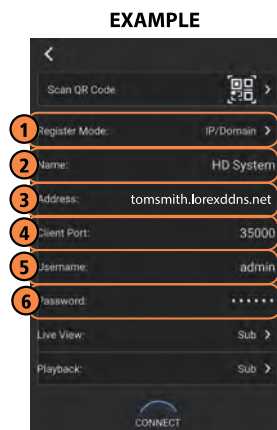 EXAMPLE
Scan QR Code
1 Register Mode: IP/Domain
2 Name: HD System
3 Address: tomsmith.lorexddns.net
4 Client Port: 35000
5 Username: admin
6 Password: ••••••
Live View: Sub
Playback: Sub
CONNECT